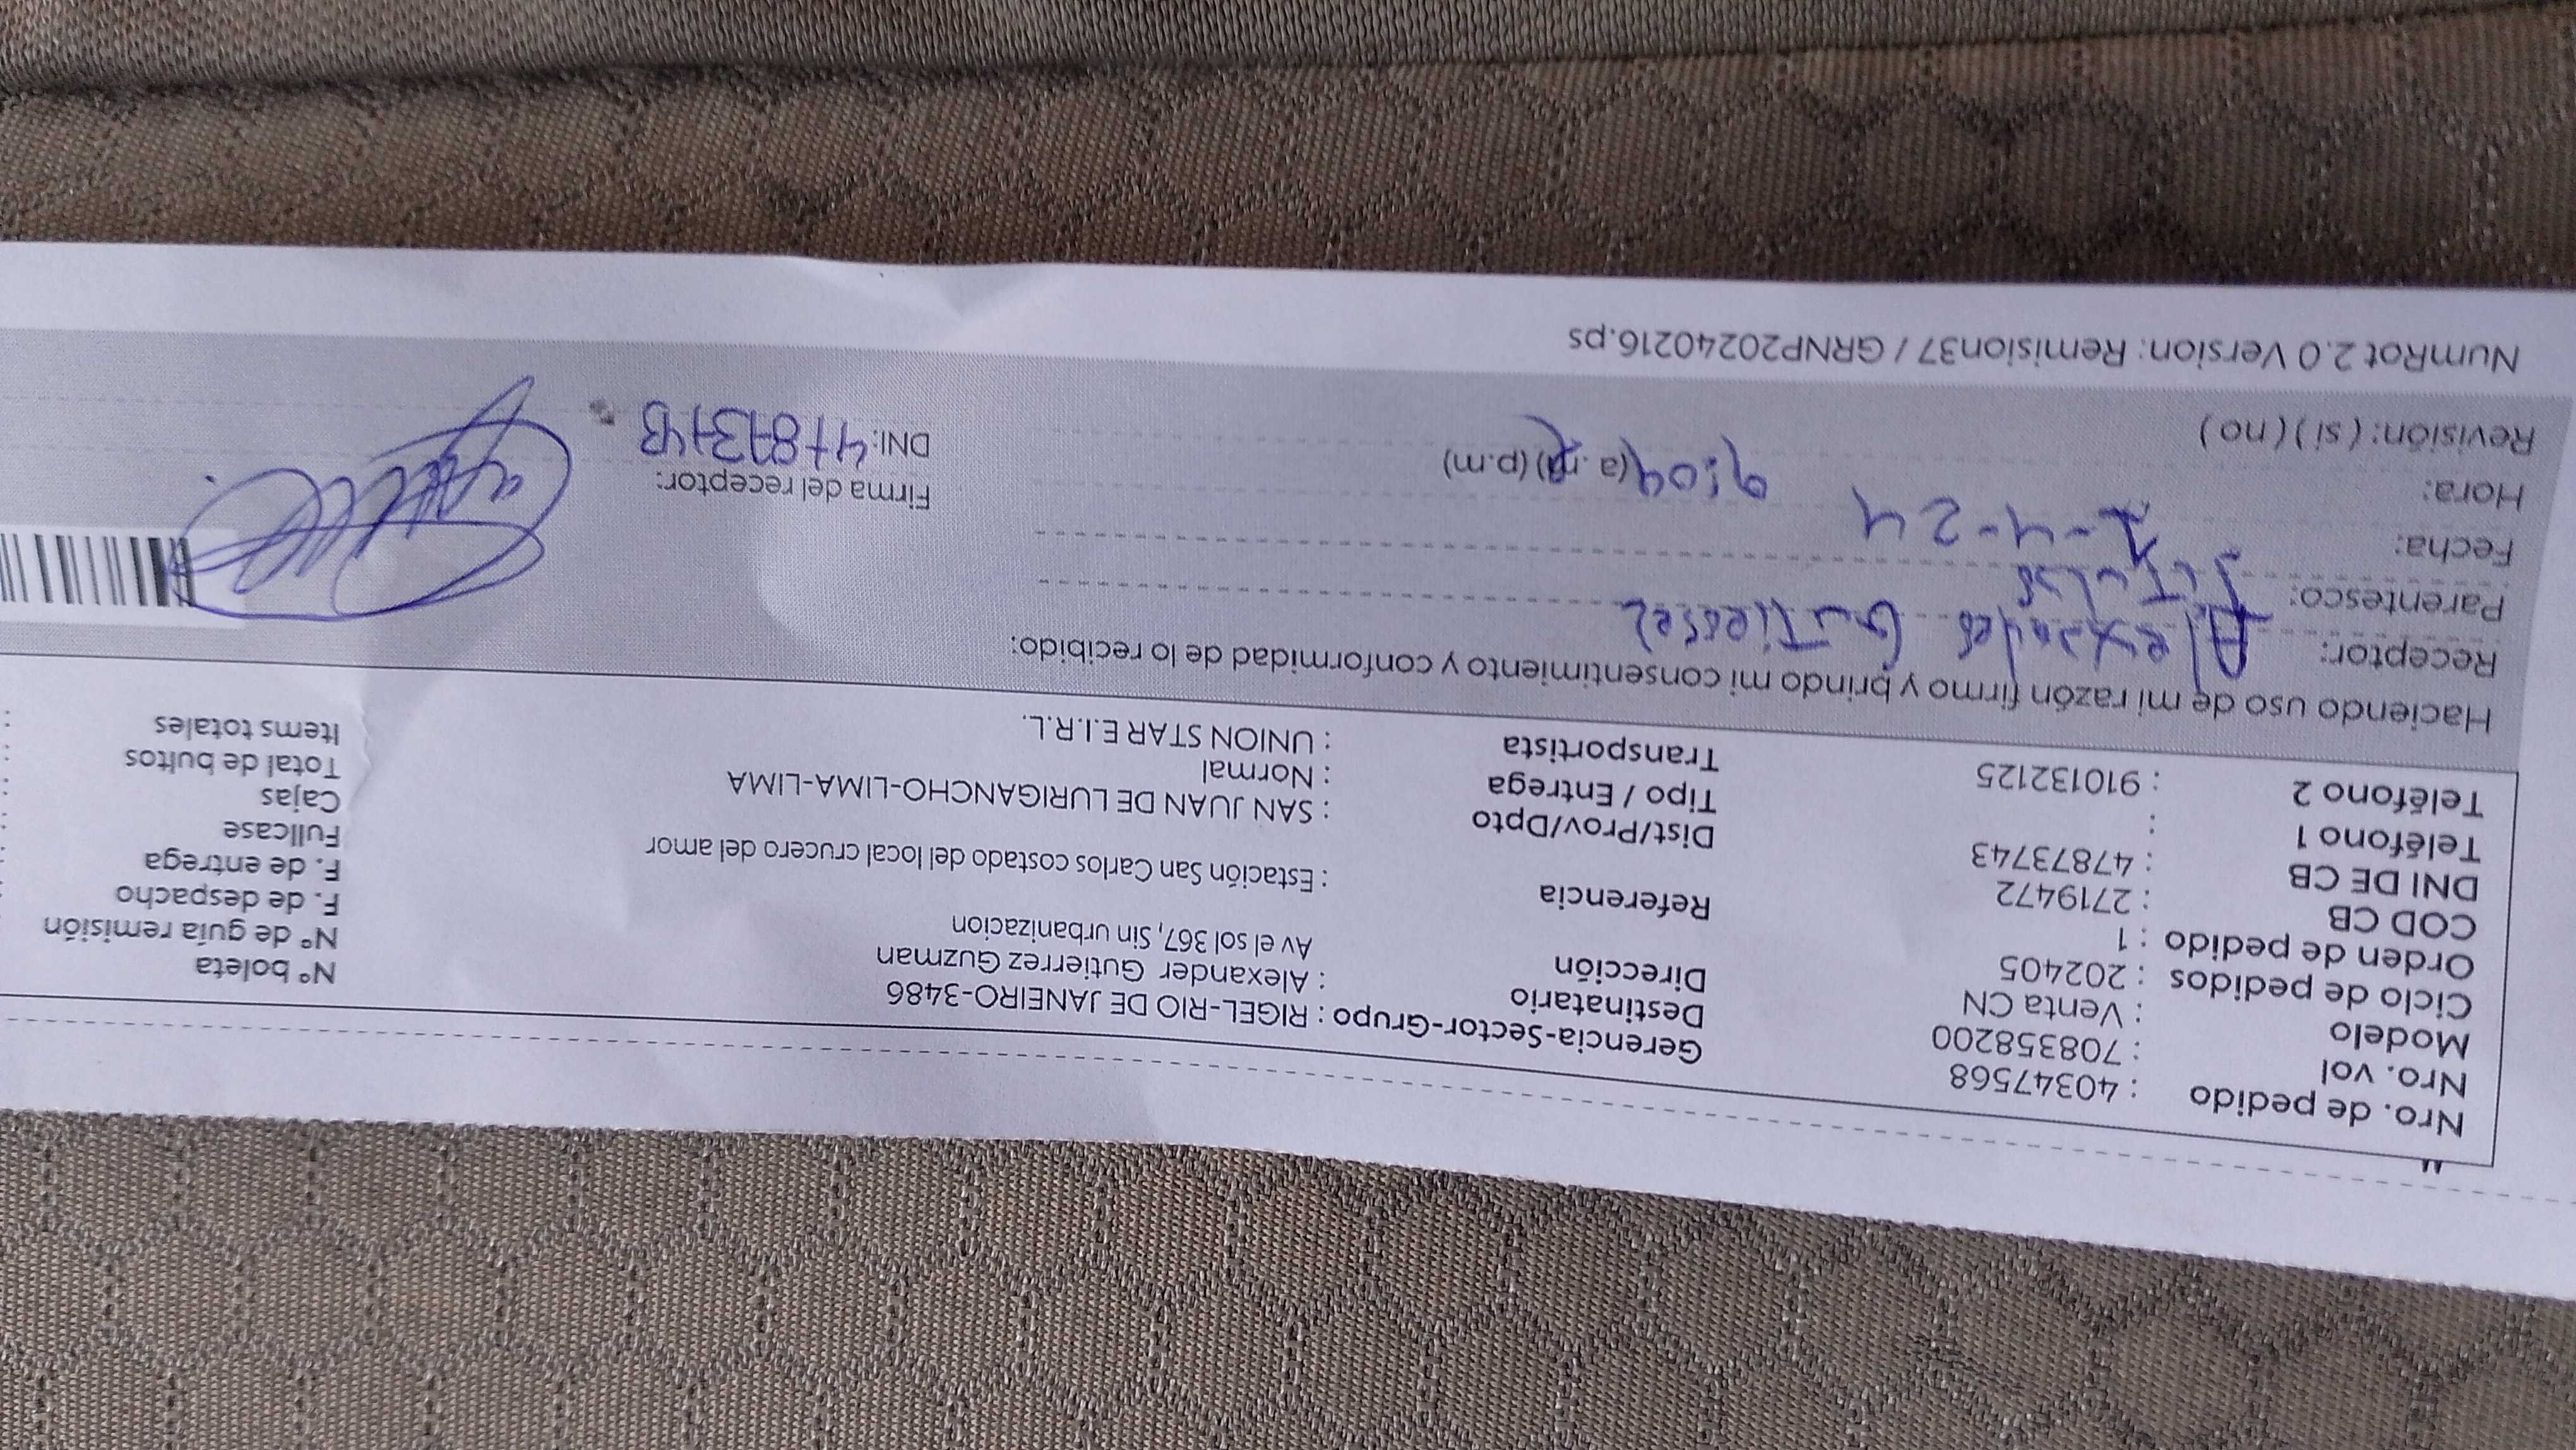 Nro. de pedido : 40347568
Nro. vol : 708358200
Modelo : Venta CN
Ciclo de pedidos : 202405
Orden de pedido : 1
COD CB : 2719472
DNI DE CB : 47873743
Teléfono 1 :
Teléfono 2 : 910132125
Gerencia-Sector-Grupo : RIGEL-RIO DE JANEIRO-3486
Destinatario : Alexander Gutierrez Guzman
Dirección Av el sol 367, Sin urbanizacion
Referencia : Estación San Carlos costado del local crucero del amor
Dist/Prov/Dpto : SAN JUAN DE LURIGANCHO-LIMA-LIMA
Tipo / Entrega : Normal
Transportista : UNION STAR E.I.R.L.
N° boleta
N° de guía remisión
F. de despacho
F. de entrega
Fullcase
Cajas
Total de bultos
Items totales
Haciendo uso de mi razón firmo y brindo mi consentimiento y conformidad de lo recibido:
Receptor: Alexander
Parentesco:
Fecha: -4-24
Hora: 9:04 (a.m) (p.m)
Revisión: (si) (no)
Firma del receptor:
DNI: 47873743
NumRot 2.0 Version: Remision37 / GRNP20240216.ps